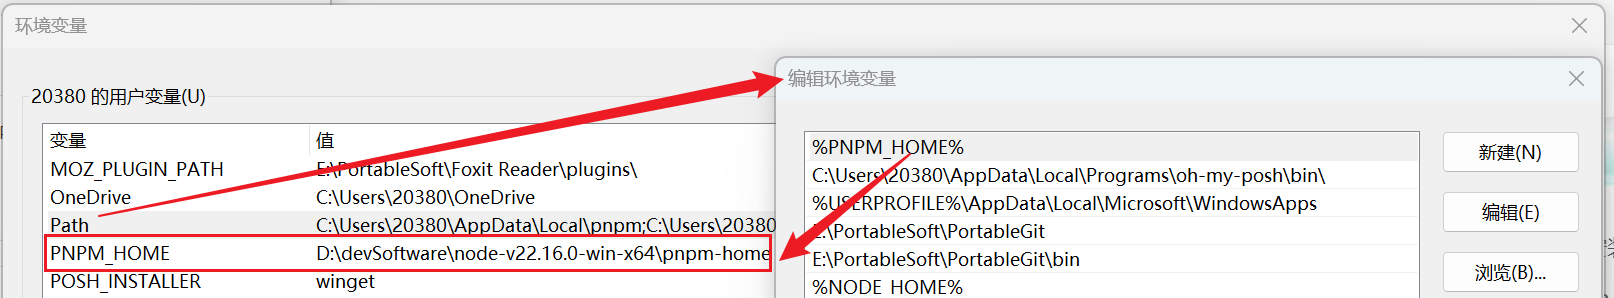 环境变量
20380 的用户变量(U)
变量 值
MOZ_PLUGIN_PATH E:\PortableSoft\Foxit Reader\plugins\
OneDrive C:\Users\20380\OneDrive
Path C:\Users\20380\AppData\Local\pnpm;C:\Users\20380
PNPM_HOME D:\devSoftware\node-v22.16.0-win-x64\pnpm-home
POSH_INSTALLER winget
编辑环境变量
%PNPM_HOME%
C:\Users\20380\AppData\Local\Programs\oh-my-posh\bin\
%USERPROFILE%\AppData\Local\Microsoft\WindowsApps
E:\PortableSoft\PortableGit
E:\PortableSoft\PortableGit\bin
%NODE_HOME%
新建(N)
编辑(E)
浏览(B)...